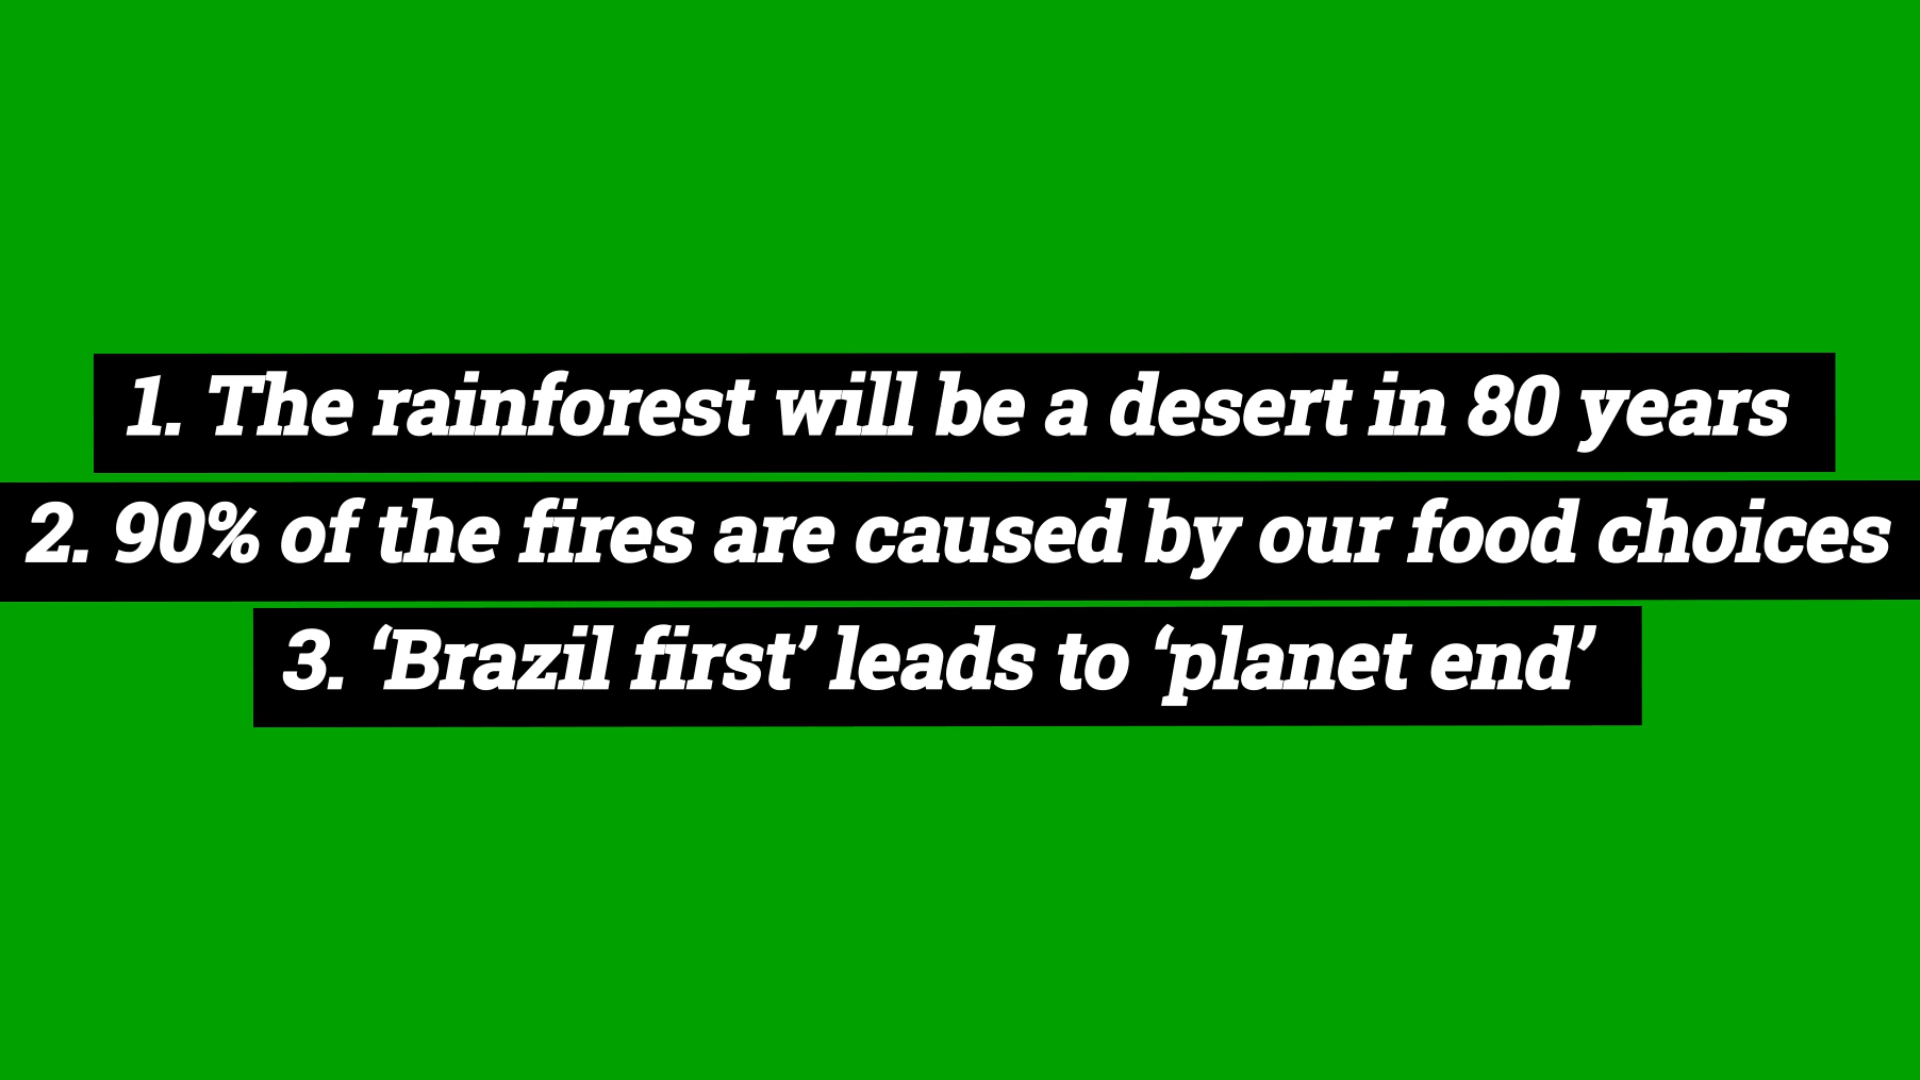 1. The rainforest will be a desert in 80 years
2. 90% of the fires are caused by our food choices
3. ‘Brazil first’ leads to ‘planet end’